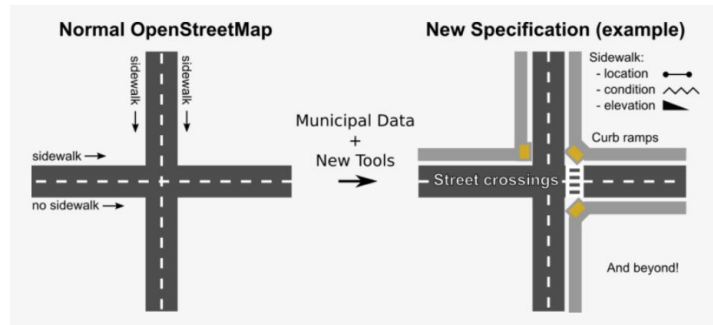 Normal OpenStreetMap
sidewalk
sidewalk
sidewalk
no sidewalk
Municipal Data
+
New Tools
New Specification (example)
Sidewalk:
- location
- condition
- elevation
Curb ramps
Street crossings
And beyond!